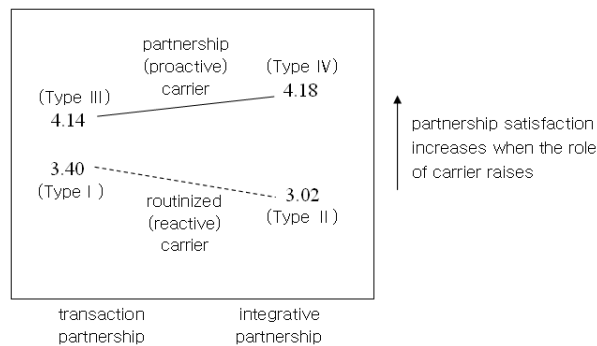 partnership
(proactive)
carrier
(Type IV)
4.18
(Type III)
4.14
3.40
(Type I )
routinized
(reactive)
carrier
3.02
(Type II)
partnership satisfaction
increases when the role
of carrier raises
transaction
partnership
integrative
partnership